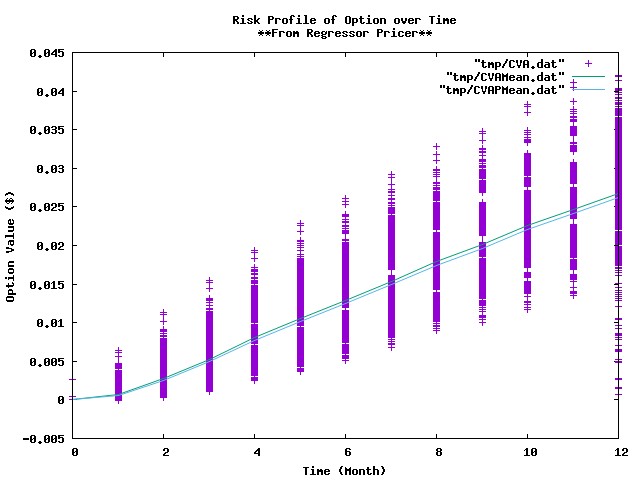 Risk Profile of Option over Time
**From Regressor Pricer**
0.045
0.04
0.035
0.03
0.025
0.02
0.015
0.01
0.005
0
-0.005
Option Value ($)
"tmp/CVA.dat"
"tmp/CVAMean.dat"
"tmp/CVAPMean.dat"
0 2 4 6 8 10 12
Time (Month)